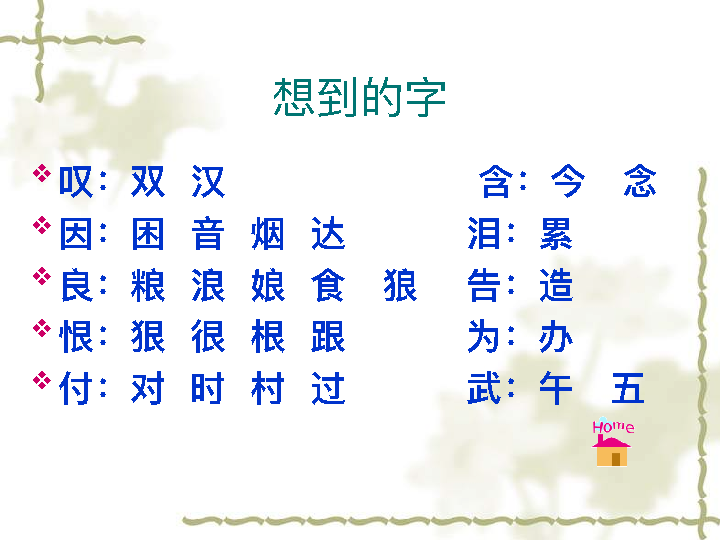 想到的字
叹：双 汉 含：今 念
因：困 音 烟 达 泪：累
良：粮 浪 娘 食 狼 告：造
恨：狠 很 根 跟 为：办
付：对 时 村 过 武：午 五
Home